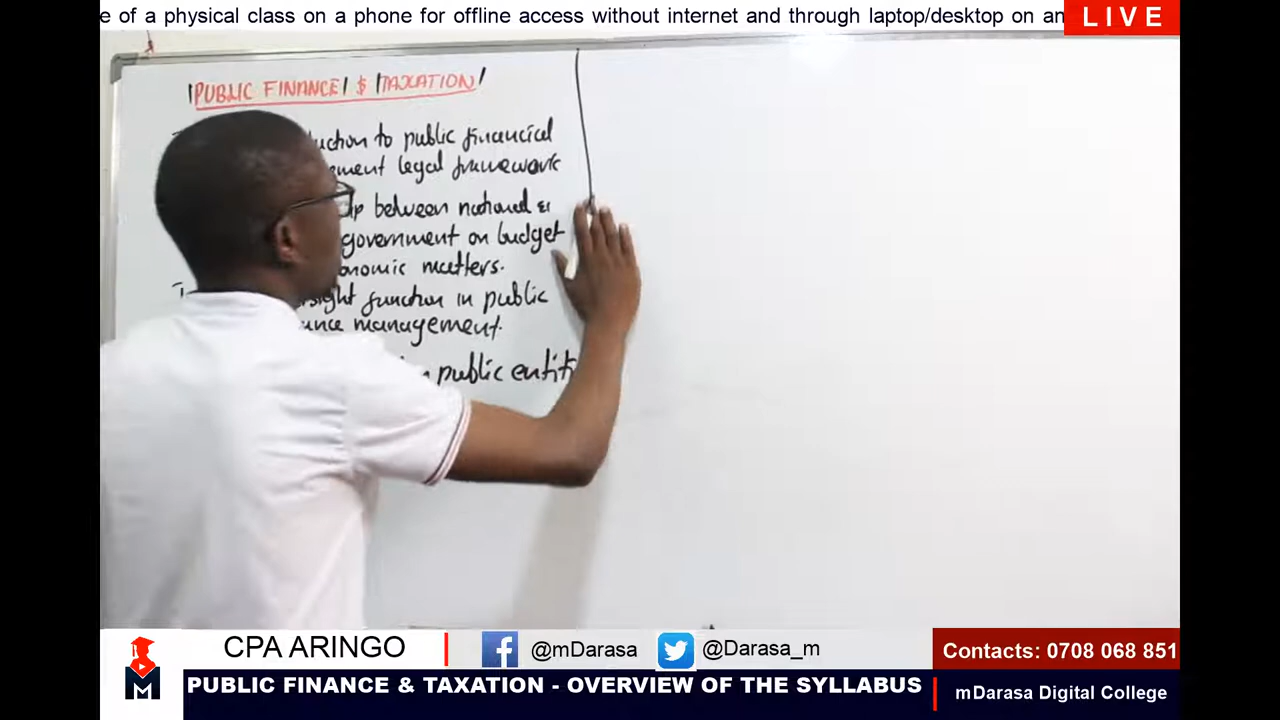 e of a physical class on a phone for offline access without internet and through laptop/desktop on an
LIVE
PUBLIC FINANCE $ TAXATION
uction to public financial
ement legal framework
ip between national &
government on budget
onomic matters.
sight function in public
ance management.
n public entiti
CPA ARINGO
@mDarasa
@Darasa_m
Contacts: 0708 068 851
M
PUBLIC FINANCE & TAXATION - OVERVIEW OF THE SYLLABUS
mDarasa Digital College